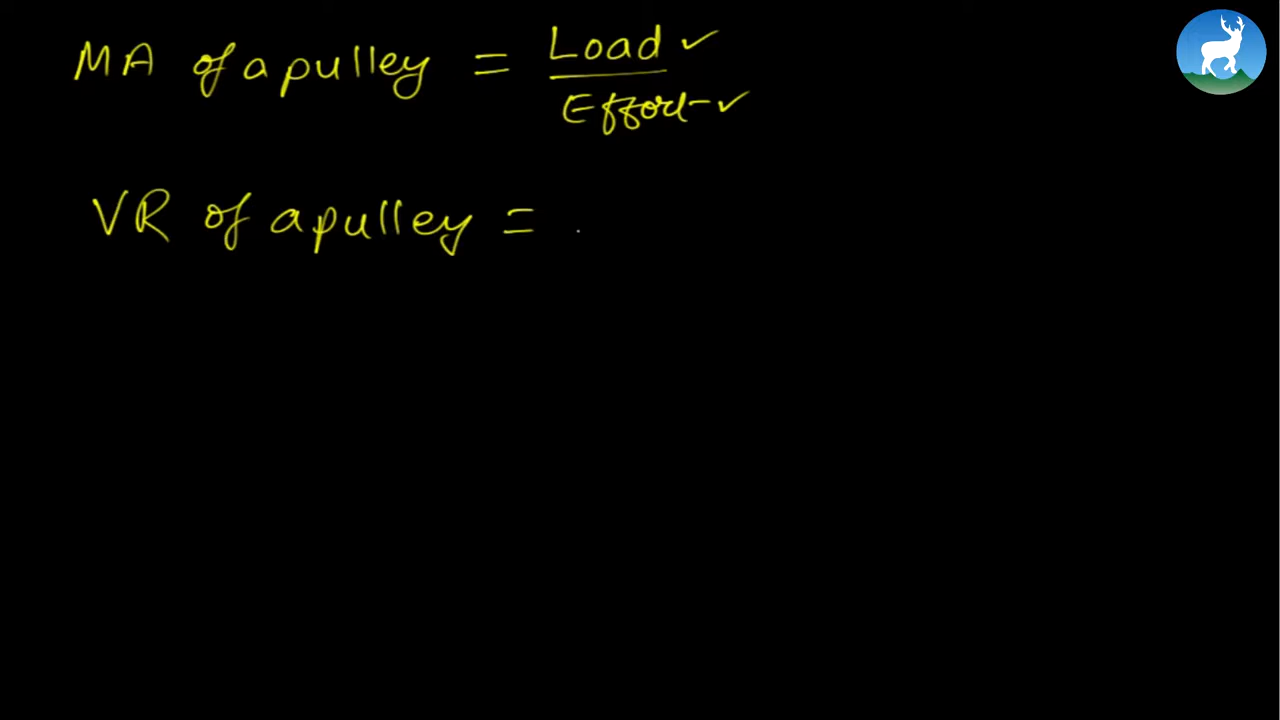 MA of a pulley = Load ✓
Effort ✓
VR of a pulley =